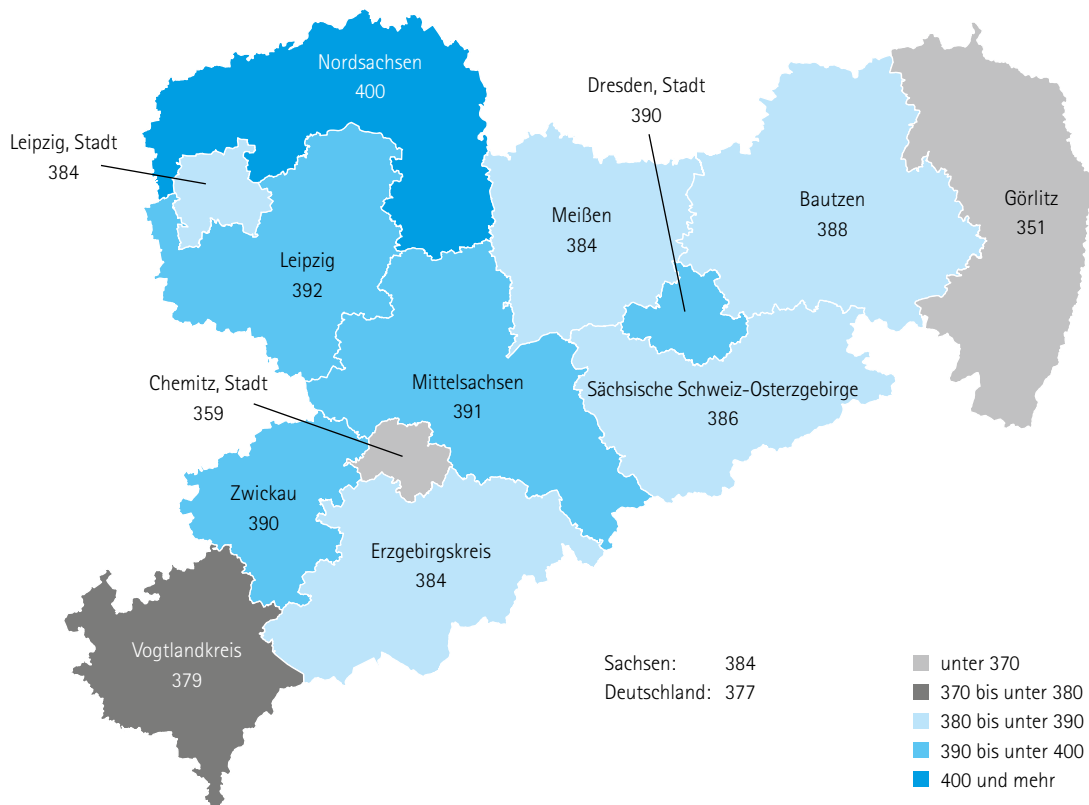 Nordsachsen
400
Dresden, Stadt
390
Leipzig, Stadt
384
Meißen
384
Bautzen
388
Görlitz
351
Leipzig
392
Chemitz, Stadt
359
Mittelsachsen
391
Sächsische Schweiz-Osterzgebirge
386
Zwickau
390
Erzgebirgskreis
384
Vogtlandkreis
379
Sachsen: 384
Deutschland: 377
unter 370
370 bis unter 380
380 bis unter 390
390 bis unter 400
400 und mehr